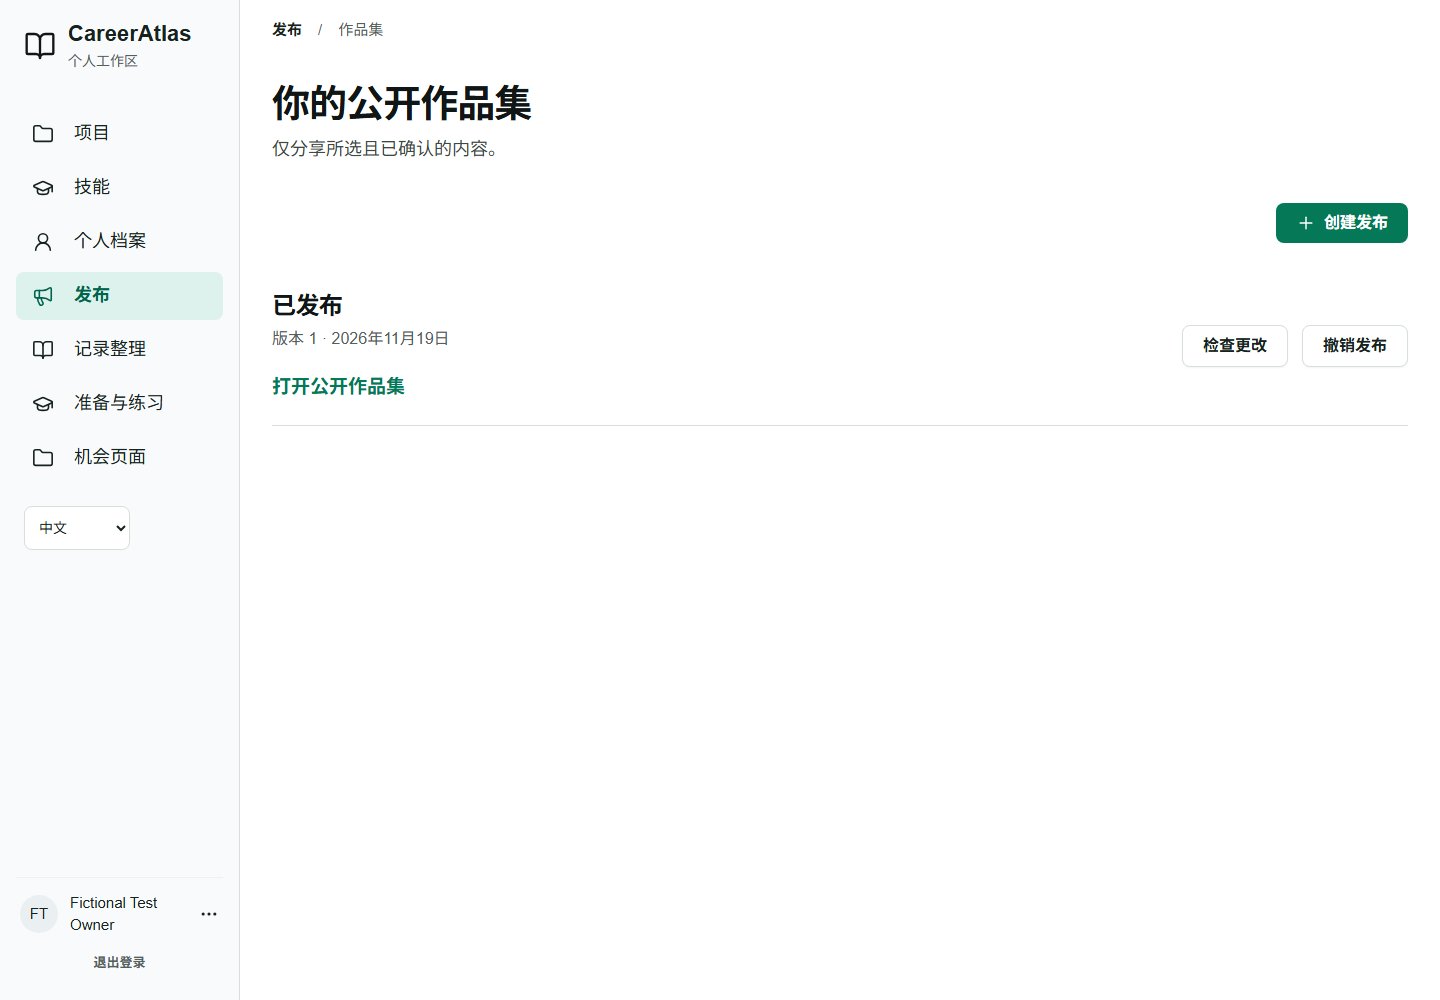 CareerAtlas
个人工作区
项目
技能
个人档案
发布
记录整理
准备与练习
机会页面
中文
FT
Fictional Test
Owner
退出登录
发布 / 作品集
你的公开作品集
仅分享所选且已确认的内容。
创建发布
已发布
版本 1 · 2026年11月19日
检查更改
撤销发布
打开公开作品集